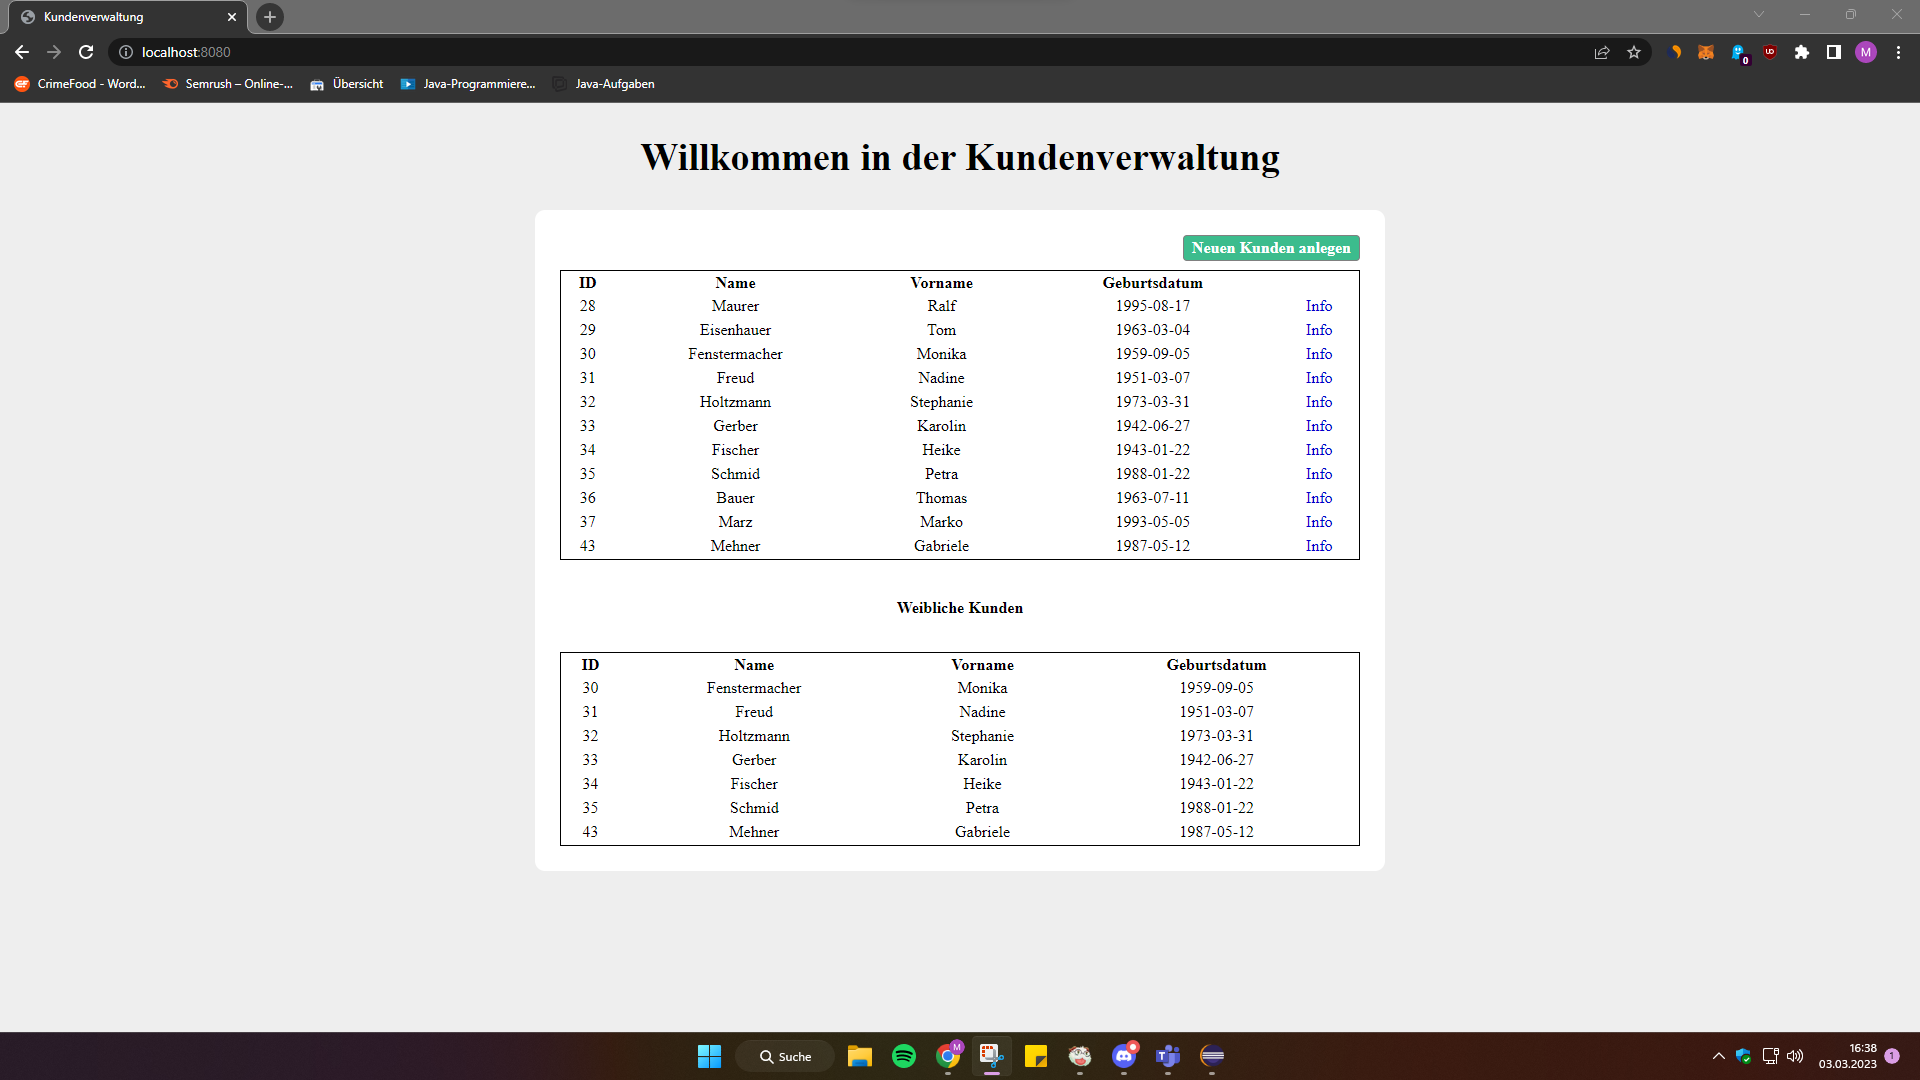 Kundenverwaltung
localhost:8080
0
M
CrimeFood - Word...
Semrush – Online-...
Übersicht
Java-Programmiere...
Java-Aufgaben
Willkommen in der Kundenverwaltung
Neuen Kunden anlegen
ID Name Vorname Geburtsdatum
28 Maurer Ralf 1995-08-17 Info
29 Eisenhauer Tom 1963-03-04 Info
30 Fenstermacher Monika 1959-09-05 Info
31 Freud Nadine 1951-03-07 Info
32 Holtzmann Stephanie 1973-03-31 Info
33 Gerber Karolin 1942-06-27 Info
34 Fischer Heike 1943-01-22 Info
35 Schmid Petra 1988-01-22 Info
36 Bauer Thomas 1963-07-11 Info
37 Marz Marko 1993-05-05 Info
43 Mehner Gabriele 1987-05-12 Info
Weibliche Kunden
ID Name Vorname Geburtsdatum
30 Fenstermacher Monika 1959-09-05
31 Freud Nadine 1951-03-07
32 Holtzmann Stephanie 1973-03-31
33 Gerber Karolin 1942-06-27
34 Fischer Heike 1943-01-22
35 Schmid Petra 1988-01-22
43 Mehner Gabriele 1987-05-12
Suche
M
16:38
03.03.2023
1